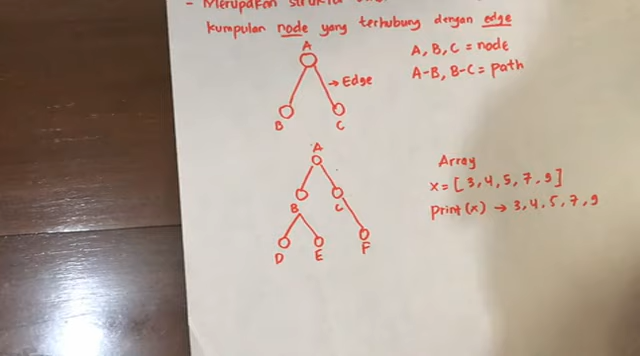 - Merupakan struktur
kumpulan node yang terhubung dengan edge
A
→ Edge
B
C
A, B, C = node
A-B, B-C = path
A
B
C
D
E
F
Array
x = [3, 4, 5, 7, 9]
print(x) → 3, 4, 5, 7, 9